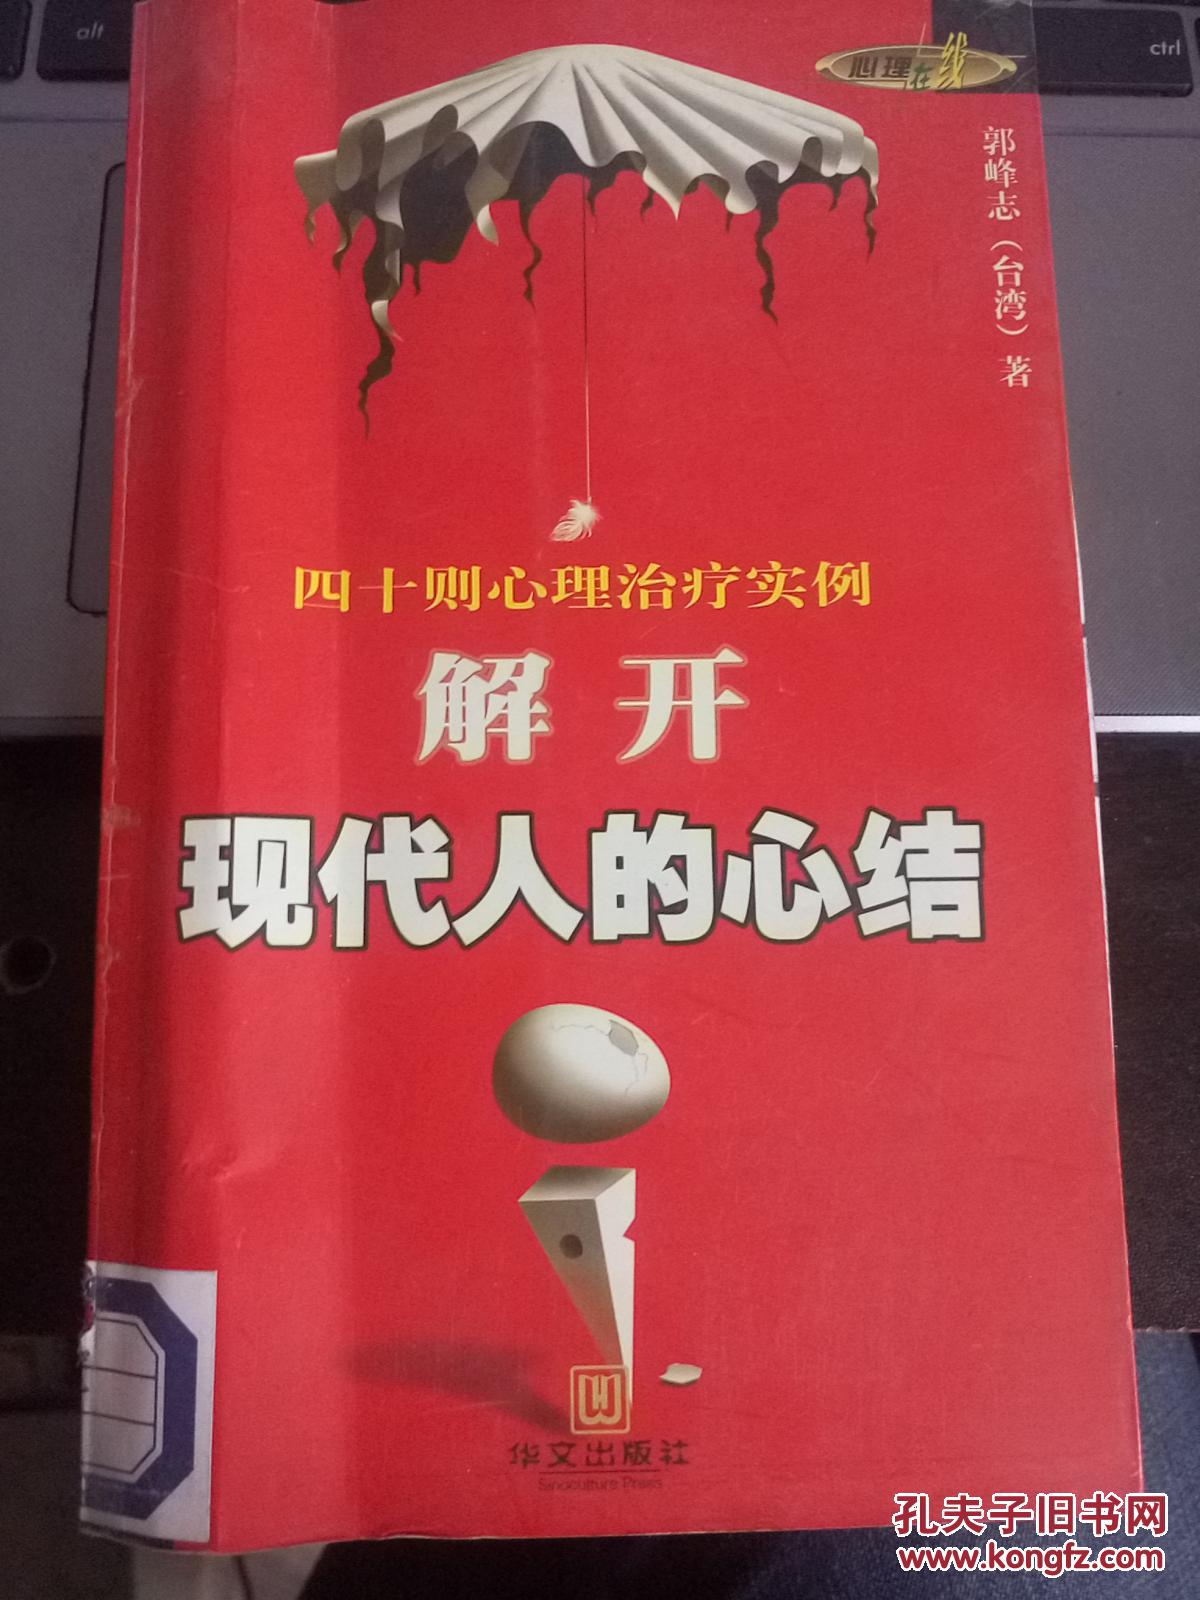 alt
ctrl
心理在线
郭峰志（台湾）著
四十则心理治疗实例
解开
现代人的心结
华文出版社
Sinoculture Press
孔夫子旧书网
www.kongfz.com